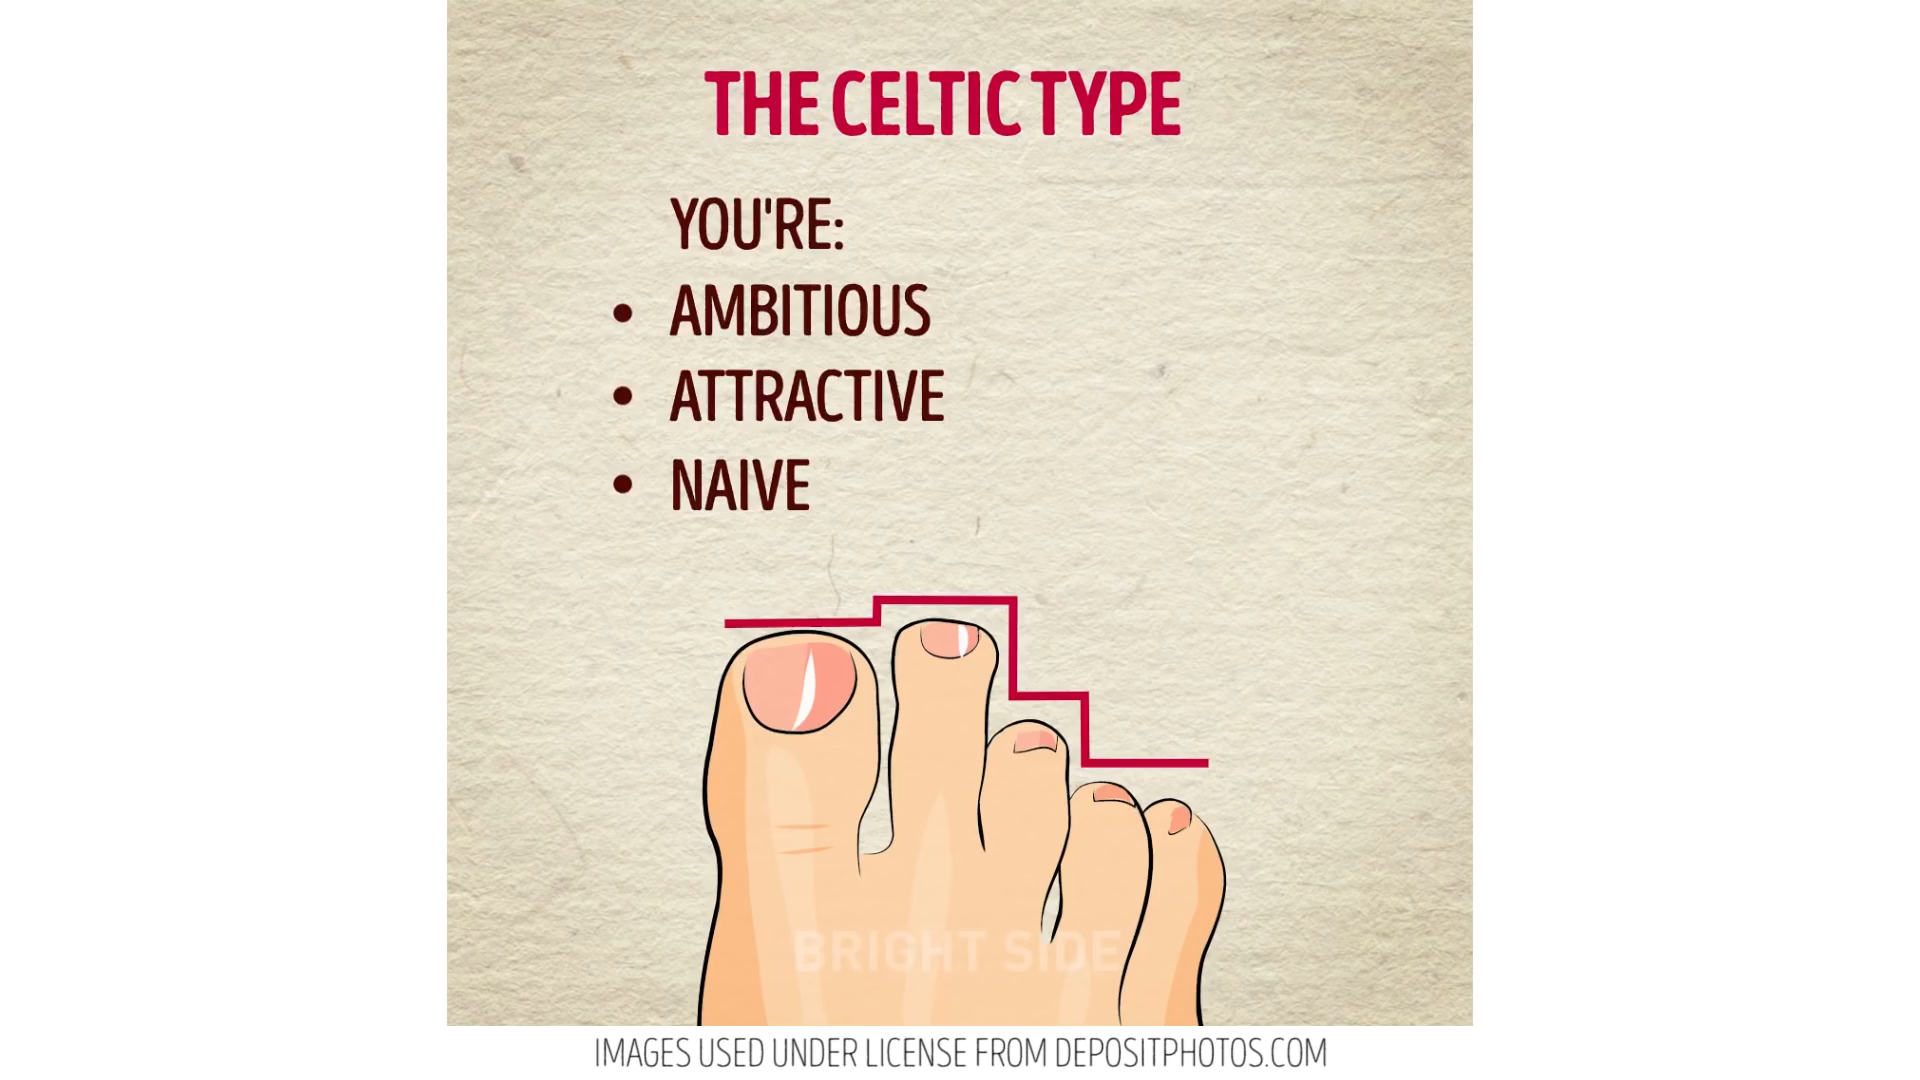 THE CELTIC TYPE
YOU'RE:
• AMBITIOUS
• ATTRACTIVE
• NAIVE
BRIGHT SIDE
IMAGES USED UNDER LICENSE FROM DEPOSITPHOTOS.COM